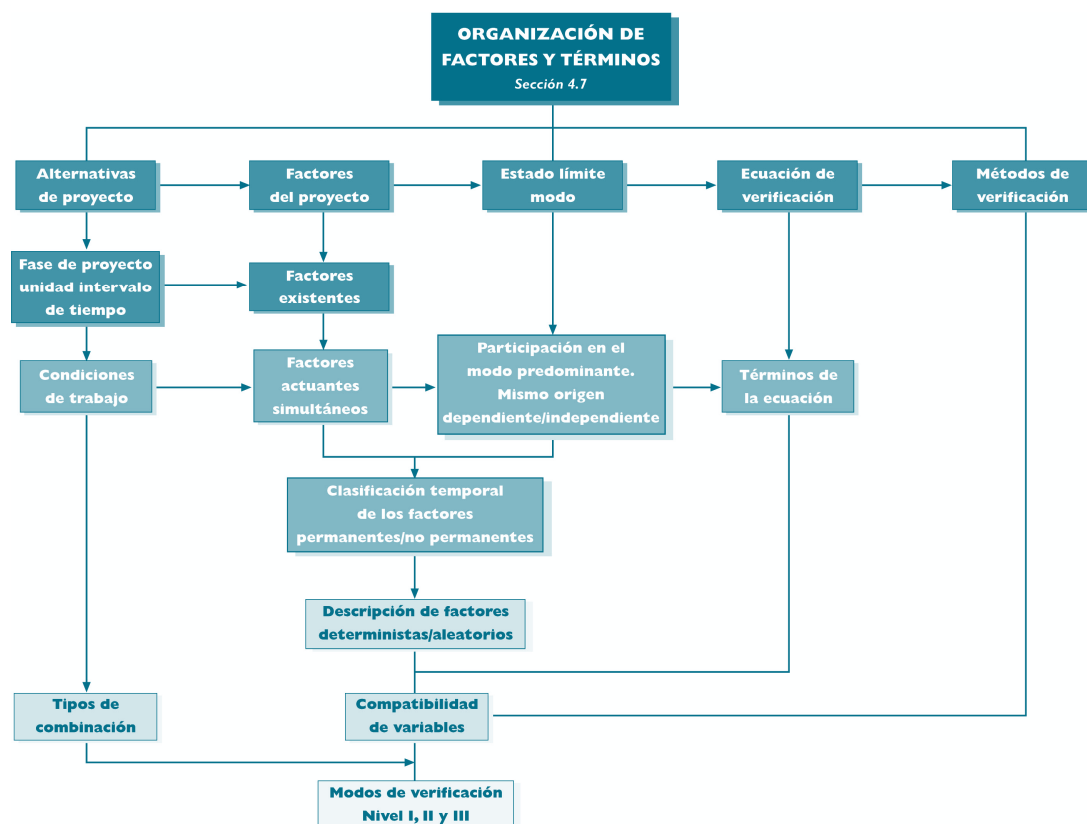 ORGANIZACIÓN DE
FACTORES Y TÉRMINOS
Sección 4.7
Alternativas
de proyecto
Factores
del proyecto
Estado límite
modo
Ecuación de
verificación
Métodos de
verificación
Fase de proyecto
unidad intervalo
de tiempo
Factores
existentes
Condiciones
de trabajo
Factores
actuantes
simultáneos
Participación en el
modo predominante.
Mismo origen
dependiente/independiente
Términos de
la ecuación
Clasificación temporal
de los factores
permanentes/no permanentes
Descripción de factores
deterministas/aleatorios
Tipos de
combinación
Compatibilidad
de variables
Modos de verificación
Nivel I, II y III